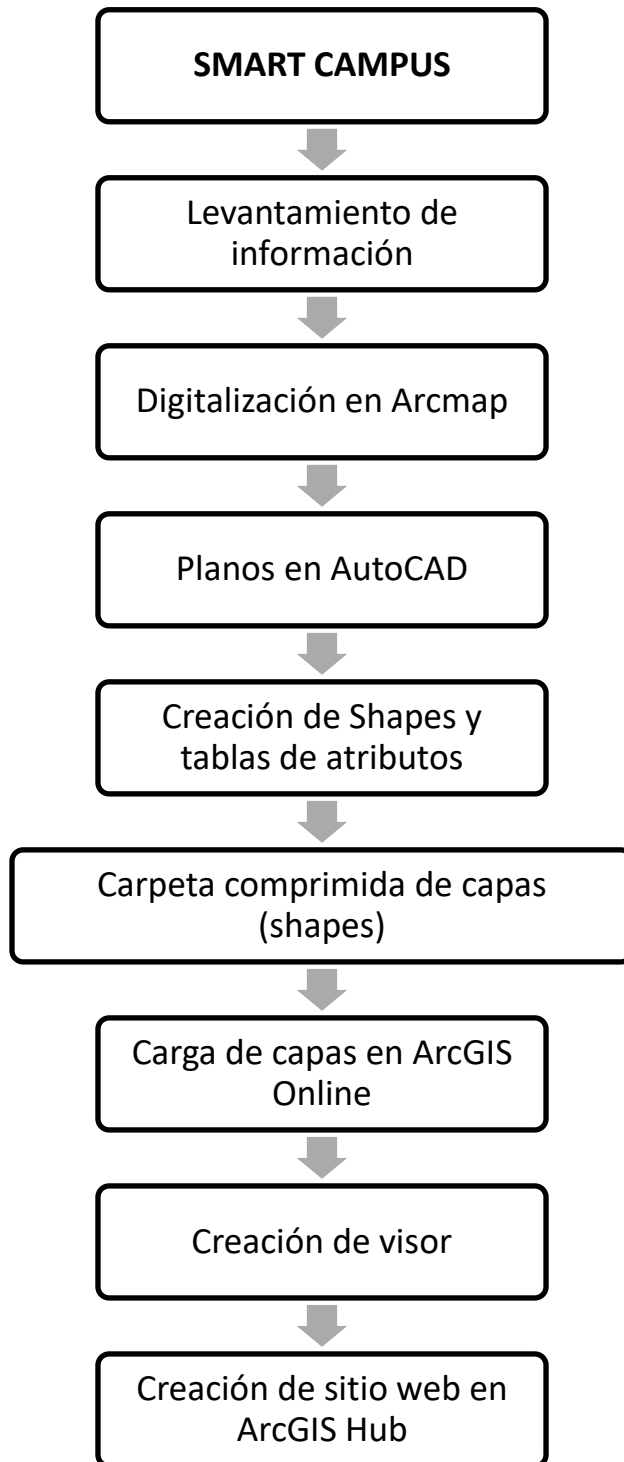 SMART CAMPUS
Levantamiento de
información
Digitalización en Arcmap
Planos en AutoCAD
Creación de Shapes y
tablas de atributos
Carpeta comprimida de capas
(shapes)
Carga de capas en ArcGIS
Online
Creación de visor
Creación de sitio web en
ArcGIS Hub